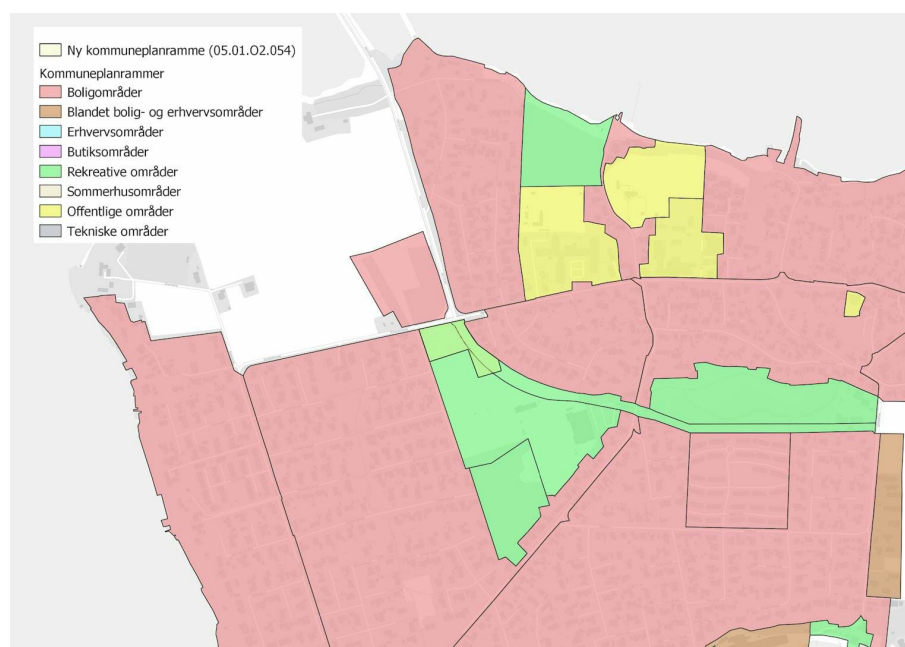 Ny kommuneplanramme (05.01.O2.054)
Kommuneplanrammer
Boligområder
Blandet bolig- og erhvervsområder
Erhvervsområder
Butiksområder
Rekreative områder
Sommerhusområder
Offentlige områder
Tekniske områder